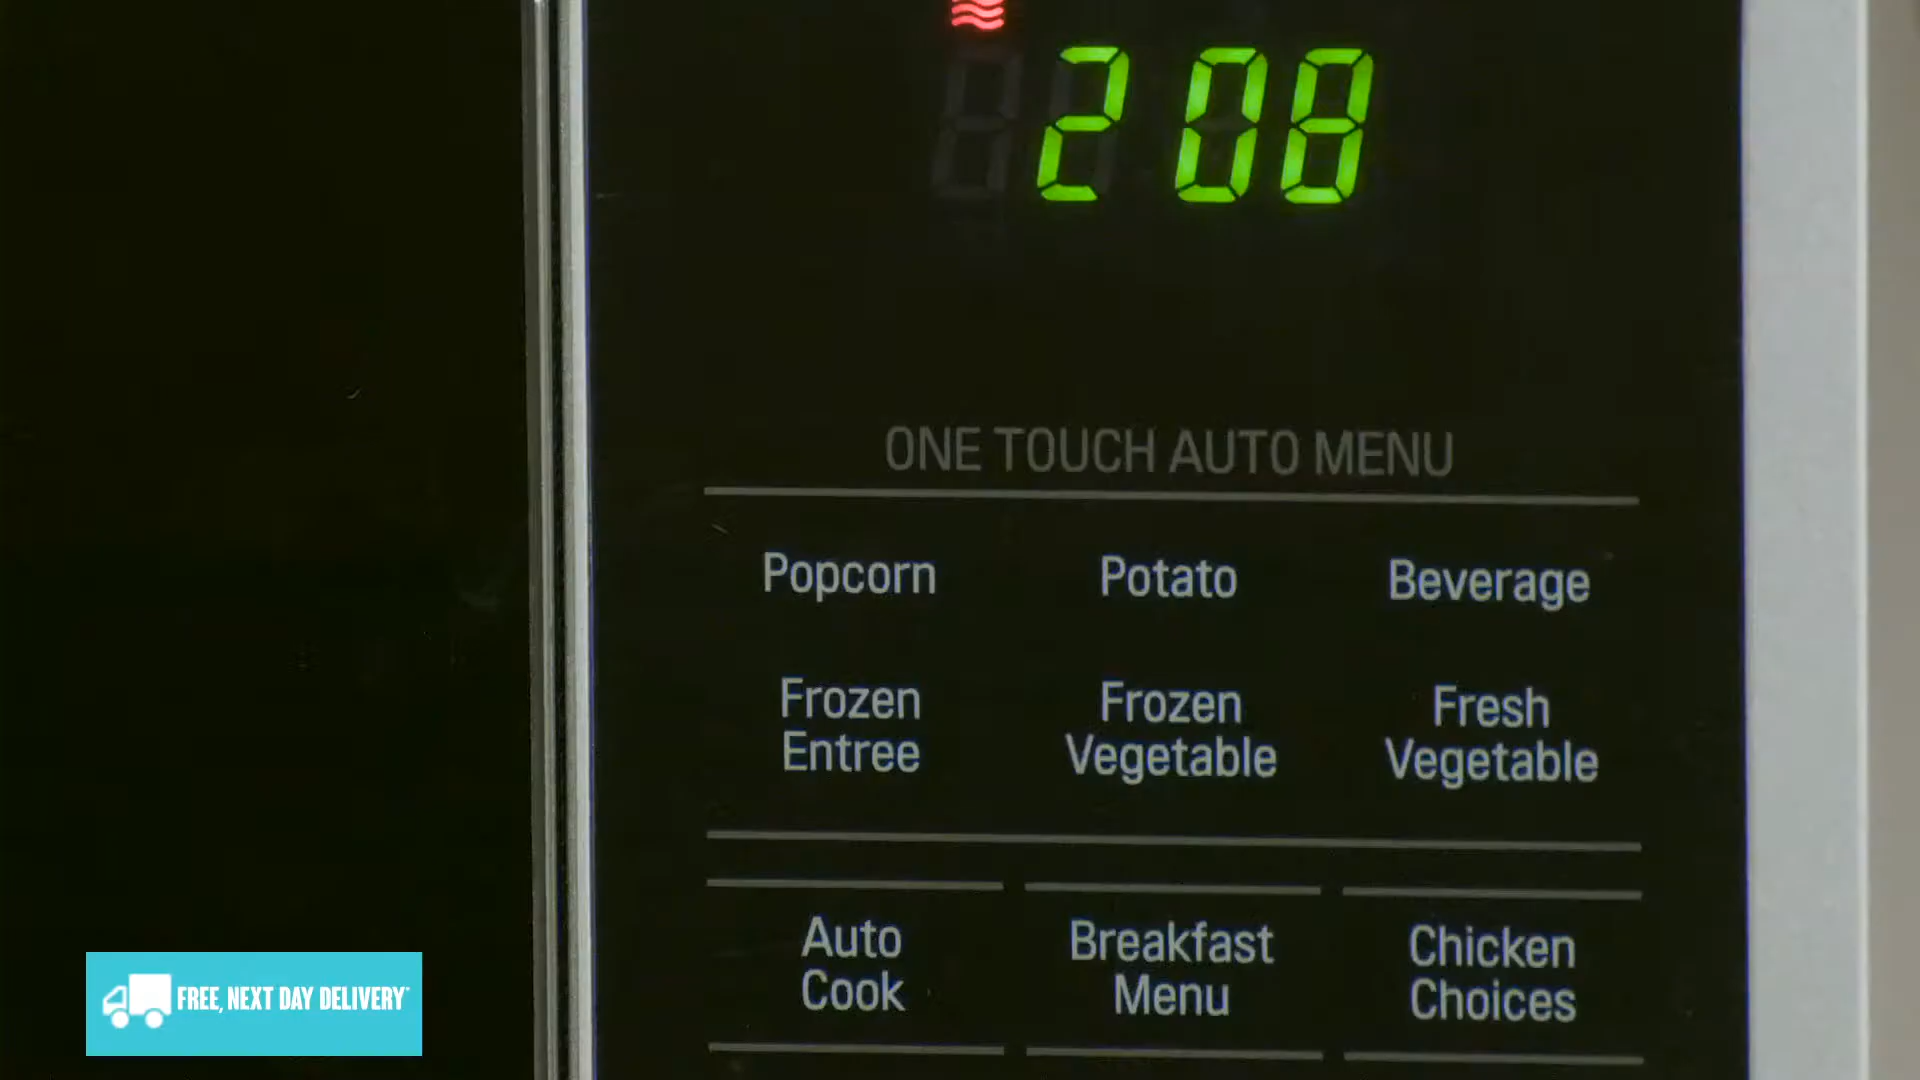 2 08
ONE TOUCH AUTO MENU
Popcorn Potato Beverage
Frozen Entree
Frozen Vegetable
Fresh Vegetable
Auto Cook
Breakfast Menu
Chicken Choices
FREE, NEXT DAY DELIVERY*